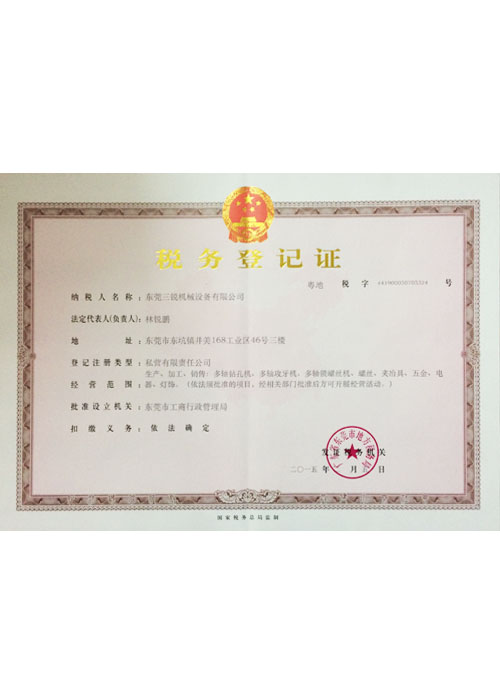 税务登记证
粤地 税 字 号
纳税人名称：东莞三锐机械设备有限公司
法定代表人(负责人)：林锐鹏
地 址：东莞市东坑镇井美168工业区46号三楼
登记注册类型：私营有限责任公司
经营范围：生产、加工、销售：多轴钻孔机、多轴攻牙机、多轴锁螺丝机、螺丝、夹治具、五金、电
器、灯饰。(依法须批准的项目，经相关部门批准后方可开展经营活动。)
批准设立机关：东莞市工商行政管理局
扣缴义务：依法确定
发证税务机关
二〇一五年 月 日
国家税务总局监制